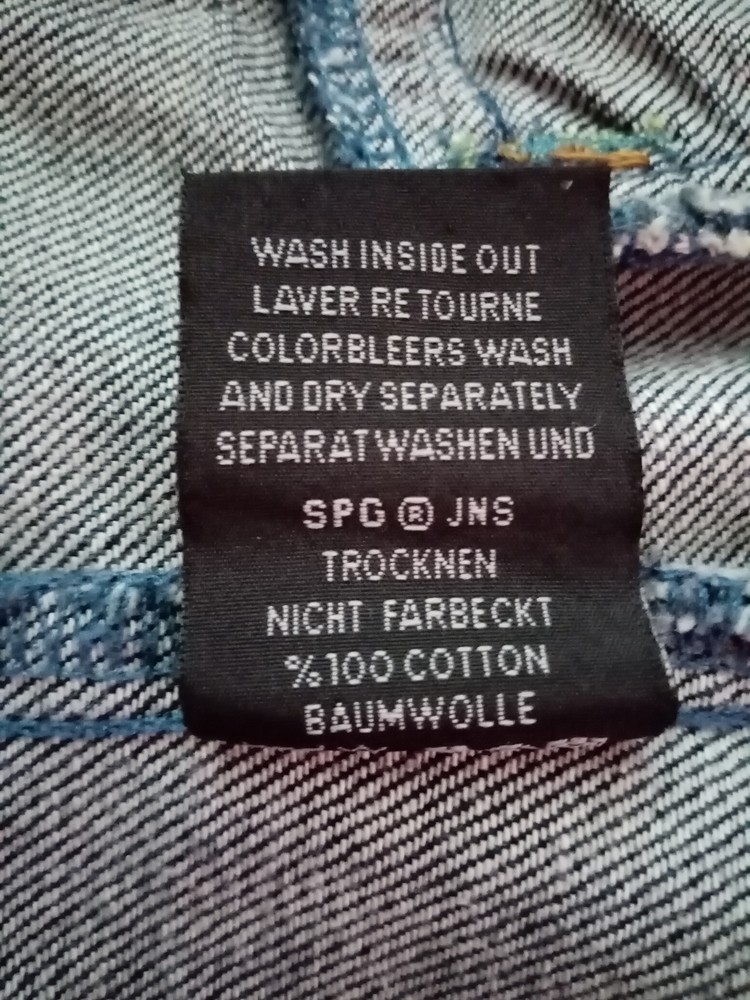 WASH INSIDE OUT
LAVER RETOURNE
COLORBLEERS WASH
AND DRY SEPARATELY
SEPARAT WASHEN UND
SPG ® JNS
TROCKNEN
NICHT FARBECKT
%100 COTTON
BAUMWOLLE